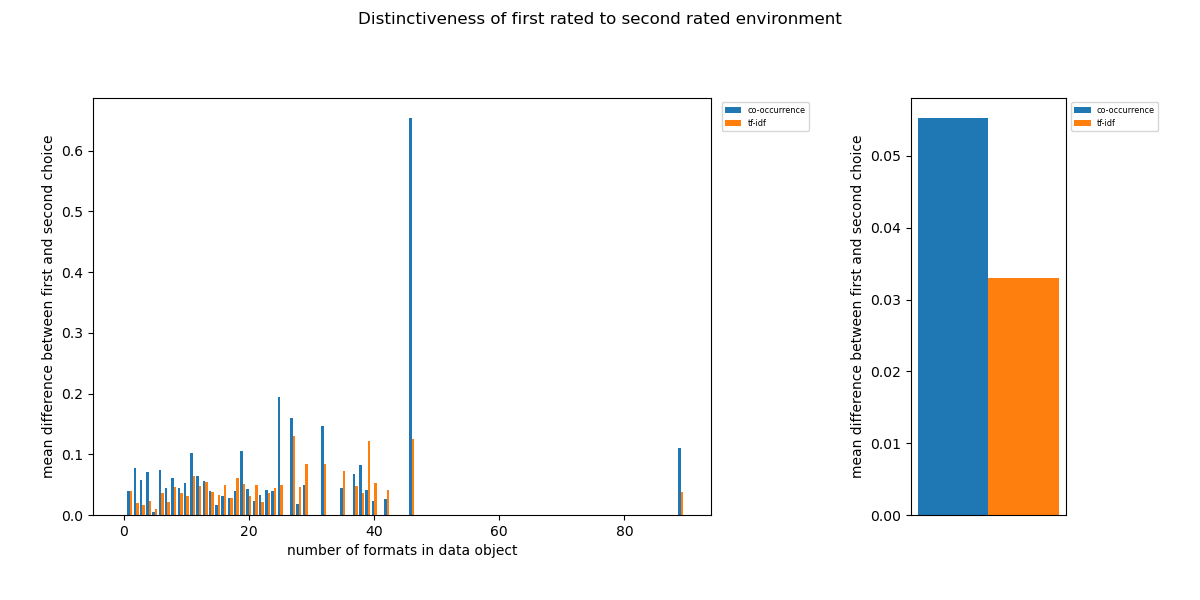 Distinctiveness of first rated to second rated environment
mean difference between first and second choice
0.6
0.5
0.4
0.3
0.2
0.1
0.0
0
20
40
60
80
number of formats in data object
co-occurrence
tf-idf
mean difference between first and second choice
0.05
0.04
0.03
0.02
0.01
0.00
co-occurrence
tf-idf